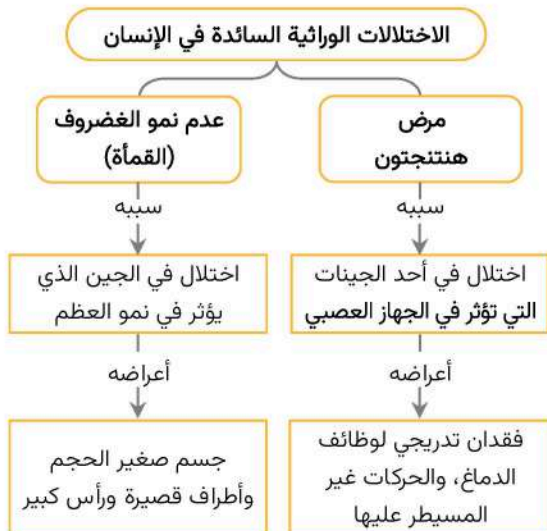 الاختلالات الوراثية السائدة في الإنسان
مرض
هنتنجتون
سببه
اختلال في أحد الجينات
التي تؤثر في الجهاز العصبي
أعراضه
فقدان تدريجي لوظائف
الدماغ، والحركات غير
المسيطر عليها
عدم نمو الغضروف
(القمأة)
سببه
اختلال في الجين الذي
يؤثر في نمو العظم
أعراضه
جسم صغير الحجم
وأطراف قصيرة ورأس كبير